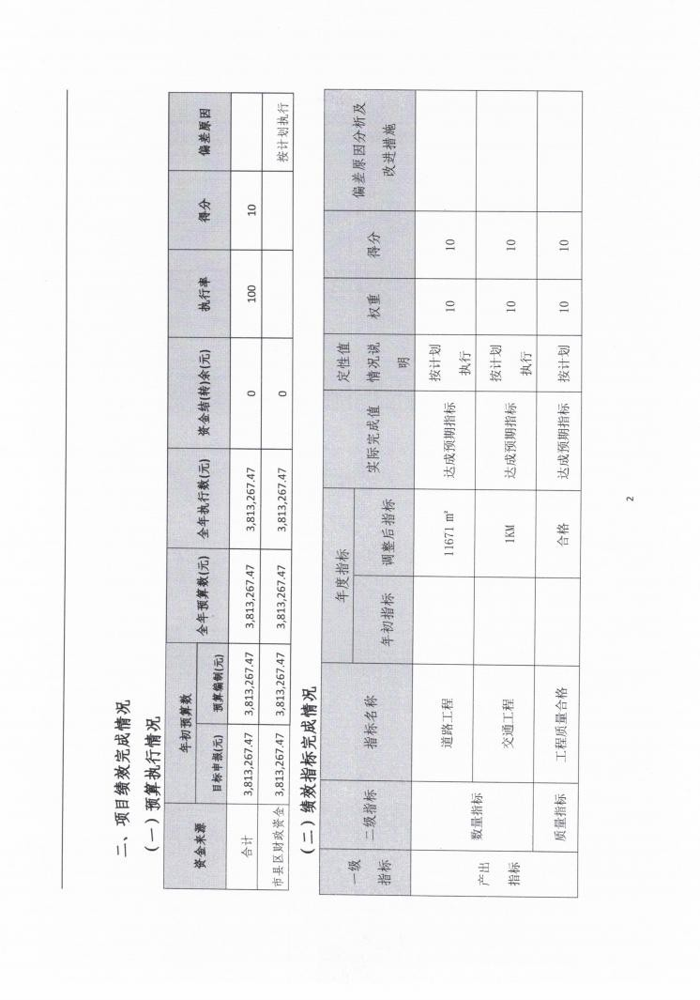 二、项目绩效完成情况
（一）预算执行情况
资金来源 年初预算数 全年预算数(元) 全年执行数(元) 资金结(转)余(元) 执行率 得分 偏差原因
目标申报(元) 预算编制(元)
合计 3,813,267.47 3,813,267.47 3,813,267.47 3,813,267.47 0 100 10
市县区财政资金 3,813,267.47 3,813,267.47 3,813,267.47 3,813,267.47 0 按计划执行
（二）绩效指标完成情况
一级指标 二级指标 指标名称 年度指标 实际完成值 定性值情况说明 权重 得分 偏差原因分析及改进措施
年初指标 调整后指标
产出指标 数量指标 道路工程 11671 m² 达成预期指标 按计划执行 10 10
交通工程 1KM 达成预期指标 按计划执行 10 10
质量指标 工程质量合格 合格 达成预期指标 按计划 10 10
2